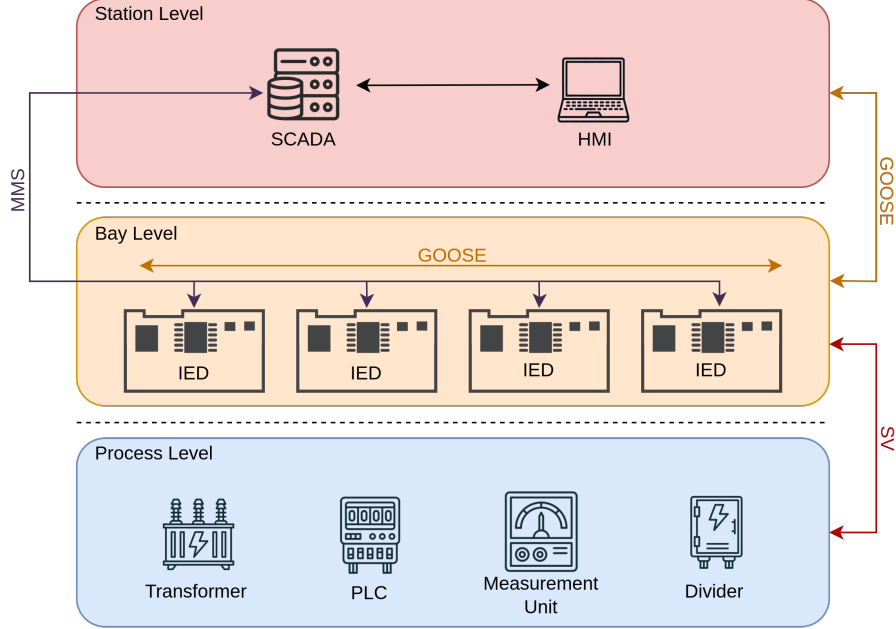 Station Level
SCADA
HMI
MMS
GOOSE
Bay Level
GOOSE
IED
IED
IED
IED
SV
Process Level
Transformer
PLC
Measurement
Unit
Divider